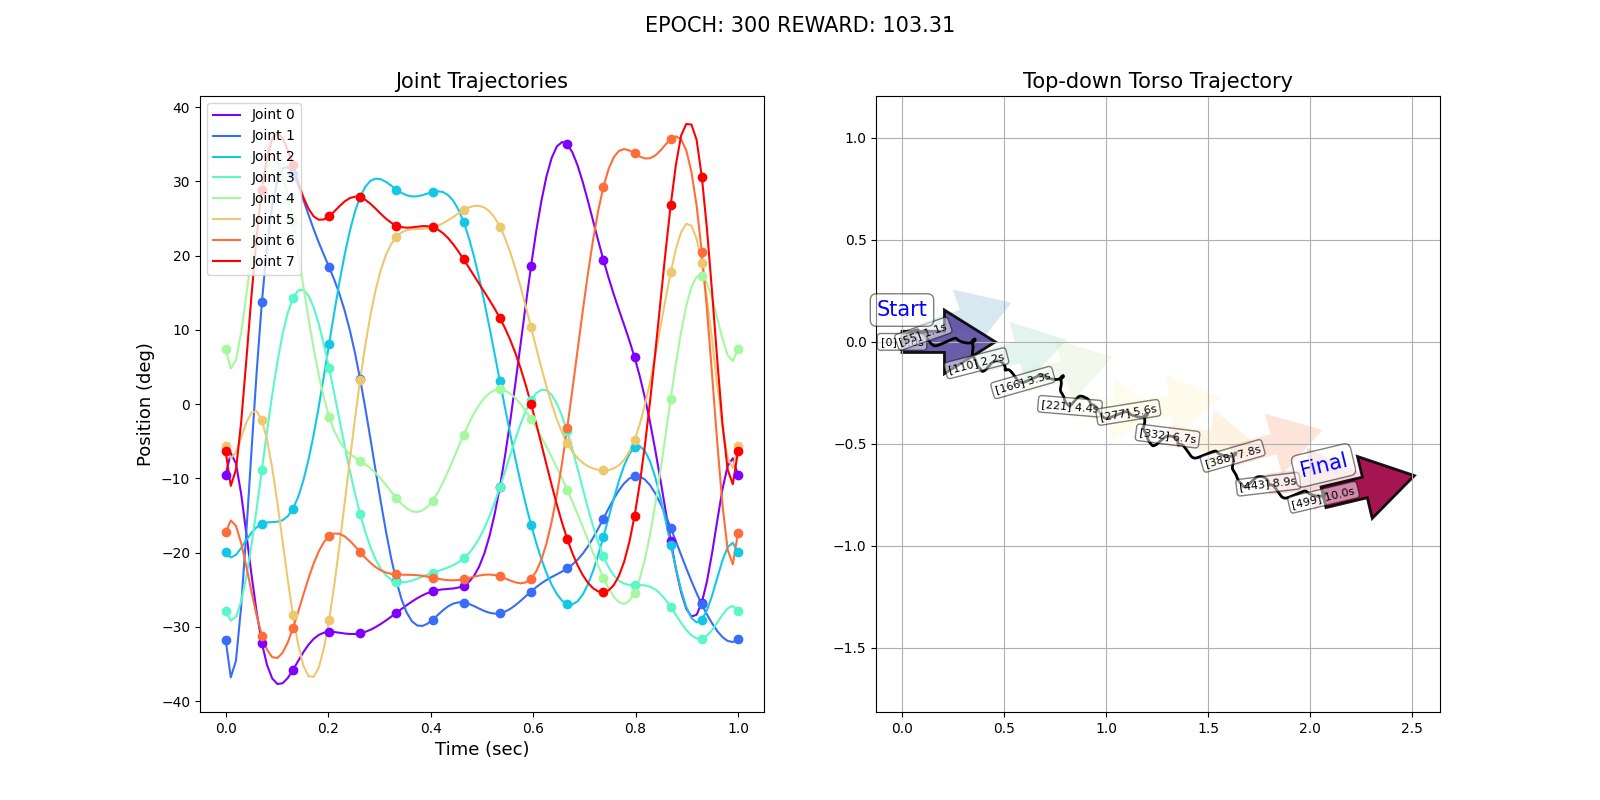 EPOCH: 300 REWARD: 103.31
Joint Trajectories
Position (deg)
40
30
20
10
0
−10
−20
−30
−40
Joint 0
Joint 1
Joint 2
Joint 3
Joint 4
Joint 5
Joint 6
Joint 7
0.0
0.2
0.4
0.6
0.8
1.0
Time (sec)
Top-down Torso Trajectory
1.0
0.5
0.0
−0.5
−1.0
−1.5
Start
[0]
[55] 1.1s
[110] 2.2s
[166] 3.3s
[221] 4.4s
[277] 5.6s
[332] 6.7s
[388] 7.8s
[443] 8.9s
Final
[499] 10.0s
0.0
0.5
1.0
1.5
2.0
2.5